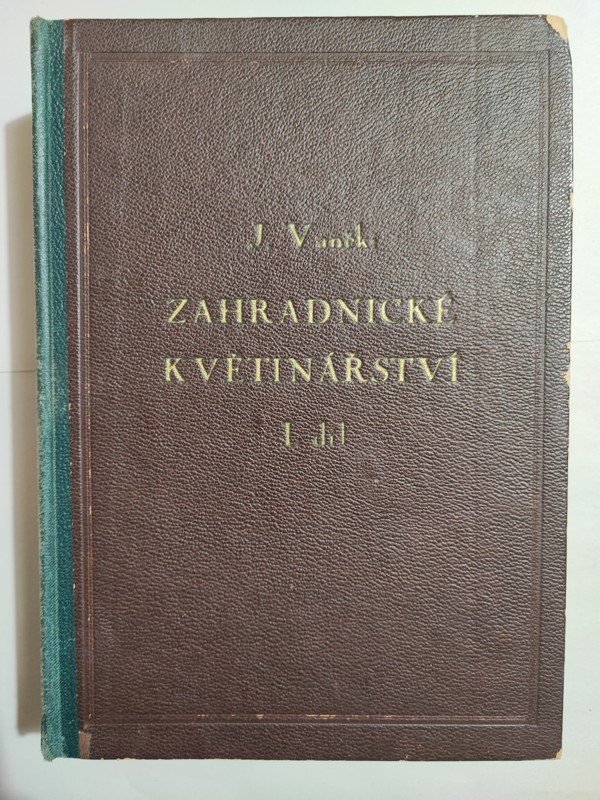 J. Vaněk:
ZAHRADNICKÉ
KVĚTINÁŘSTVÍ
I. díl